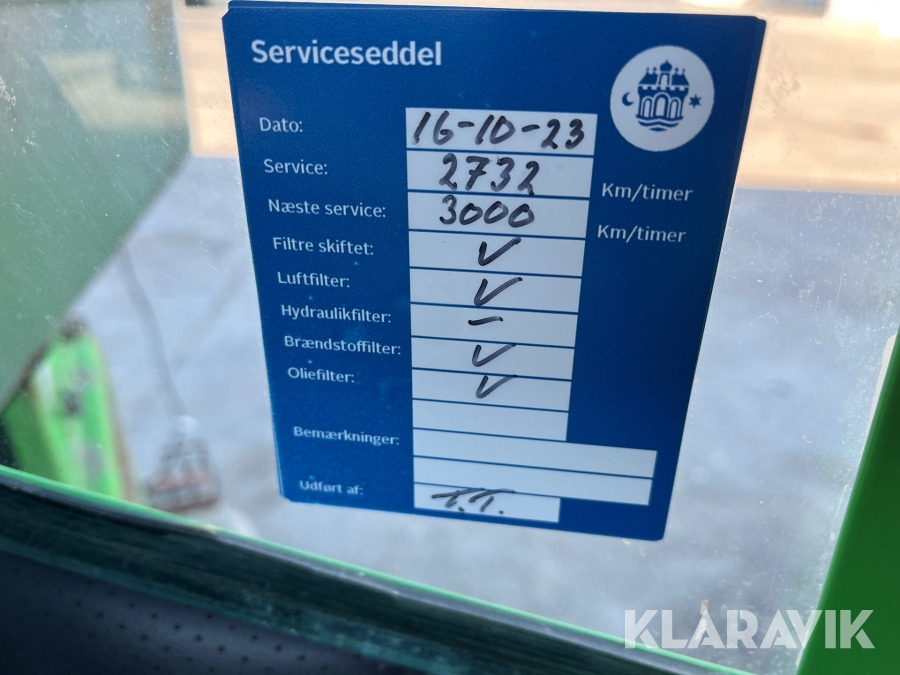 Serviceseddel
Dato: 16-10-23
Service: 2732 Km/timer
Næste service: 3000 Km/timer
Filtre skiftet: ✓
Luftfilter: ✓
Hydraulikfilter: –
Brændstoffilter: ✓
Oliefilter: ✓
Bemærkninger:
Udført af: T.T.
KLARAVIK